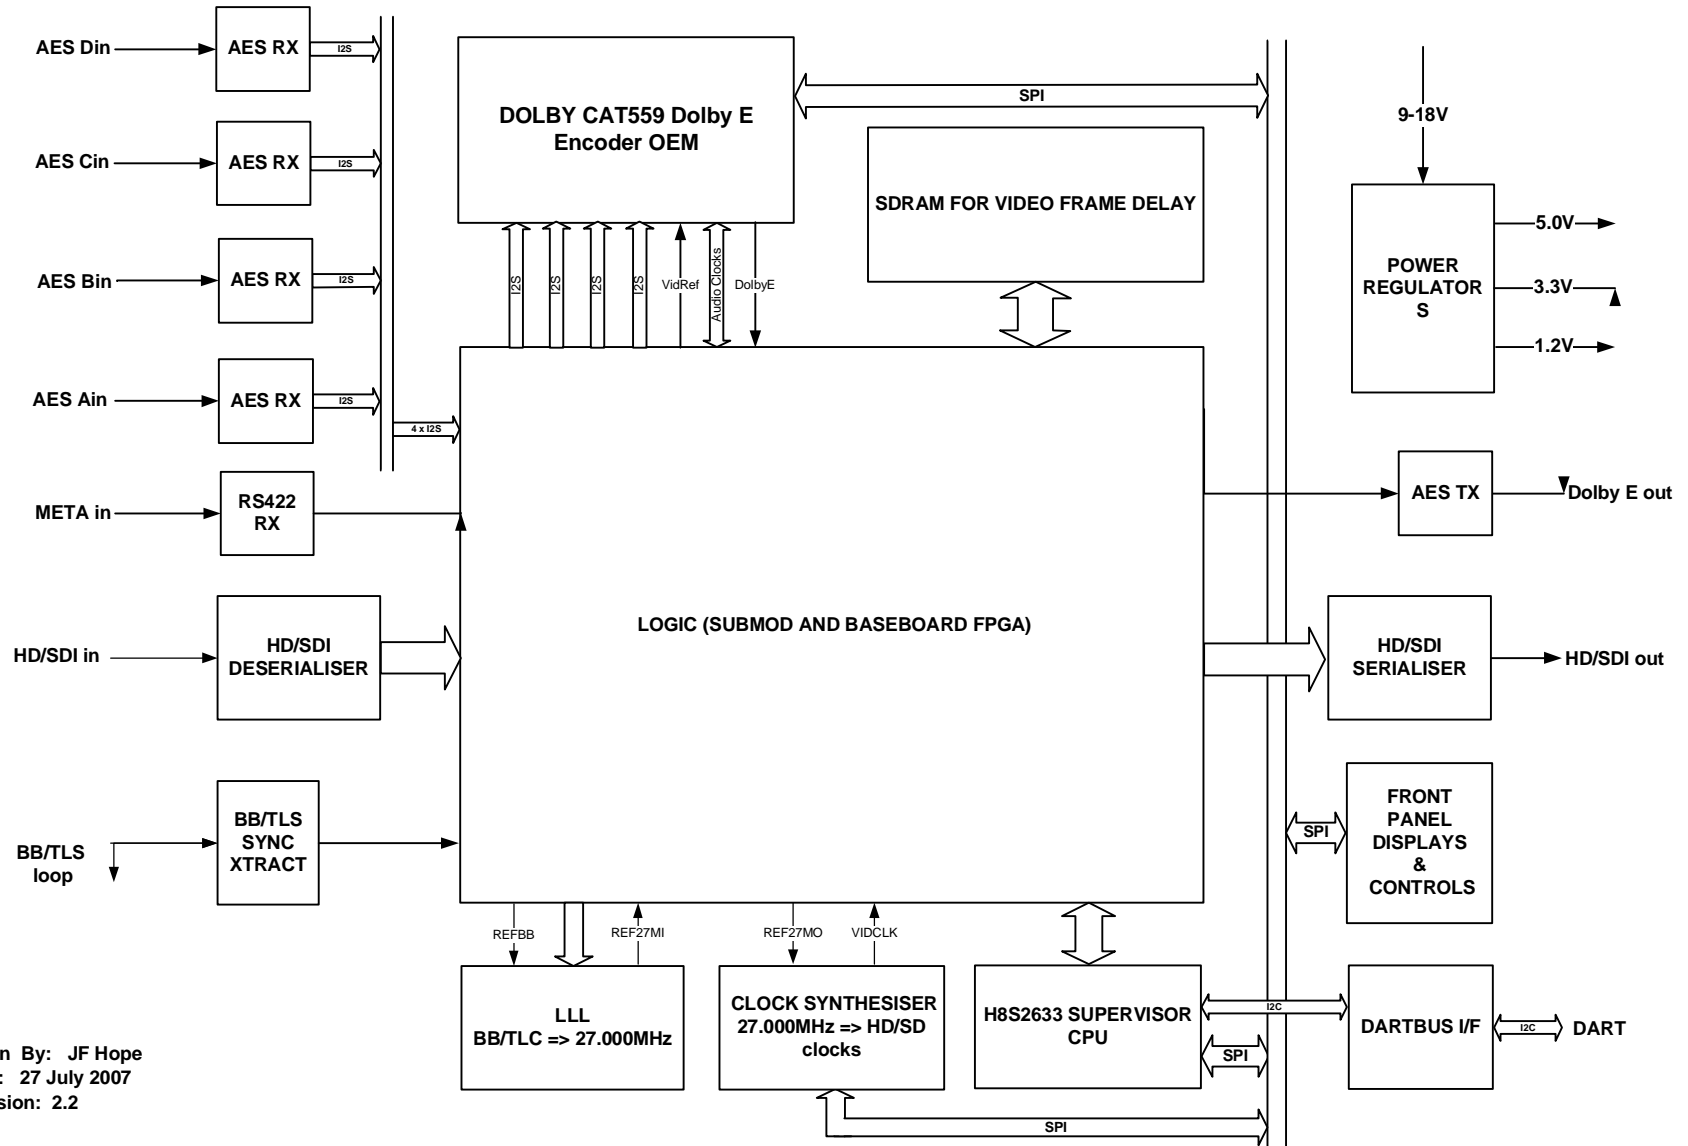 AES Din
AES RX
I2S
AES Cin
AES RX
I2S
AES Bin
AES RX
I2S
AES Ain
AES RX
I2S
4 x I2S
META in
RS422
RX
HD/SDI in
HD/SDI
DESERIALISER
BB/TLS
loop
BB/TLS
SYNC
XTRACT
DOLBY CAT559 Dolby E
Encoder OEM
SPI
SDRAM FOR VIDEO FRAME DELAY
I2S
I2S
I2S
I2S
VidRef
Audio Clocks
DolbyE
9-18V
POWER
REGULATOR
S
5.0V
3.3V
1.2V
LOGIC (SUBMOD AND BASEBOARD FPGA)
AES TX
Dolby E out
HD/SDI
SERIALISER
HD/SDI out
SPI
FRONT
PANEL
DISPLAYS
&
CONTROLS
REFBB
REF27MI
REF27MO
VIDCLK
LLL
BB/TLC => 27.000MHz
CLOCK SYNTHESISER
27.000MHz => HD/SD
clocks
H8S2633 SUPERVISOR
CPU
I2C
SPI
DARTBUS I/F
I2C
DART
SPI
n By: JF Hope
: 27 July 2007
sion: 2.2